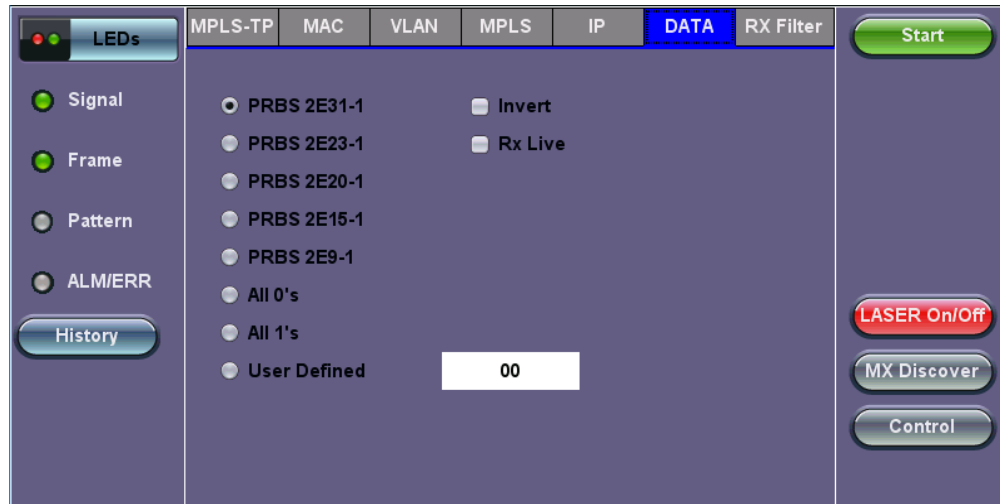 LEDs
MPLS-TP MAC VLAN MPLS IP DATA RX Filter
Start
Signal
Frame
Pattern
ALM/ERR
History
PRBS 2E31-1 Invert
PRBS 2E23-1 Rx Live
PRBS 2E20-1
PRBS 2E15-1
PRBS 2E9-1
All 0's
All 1's
User Defined 00
LASER On/Off
MX Discover
Control